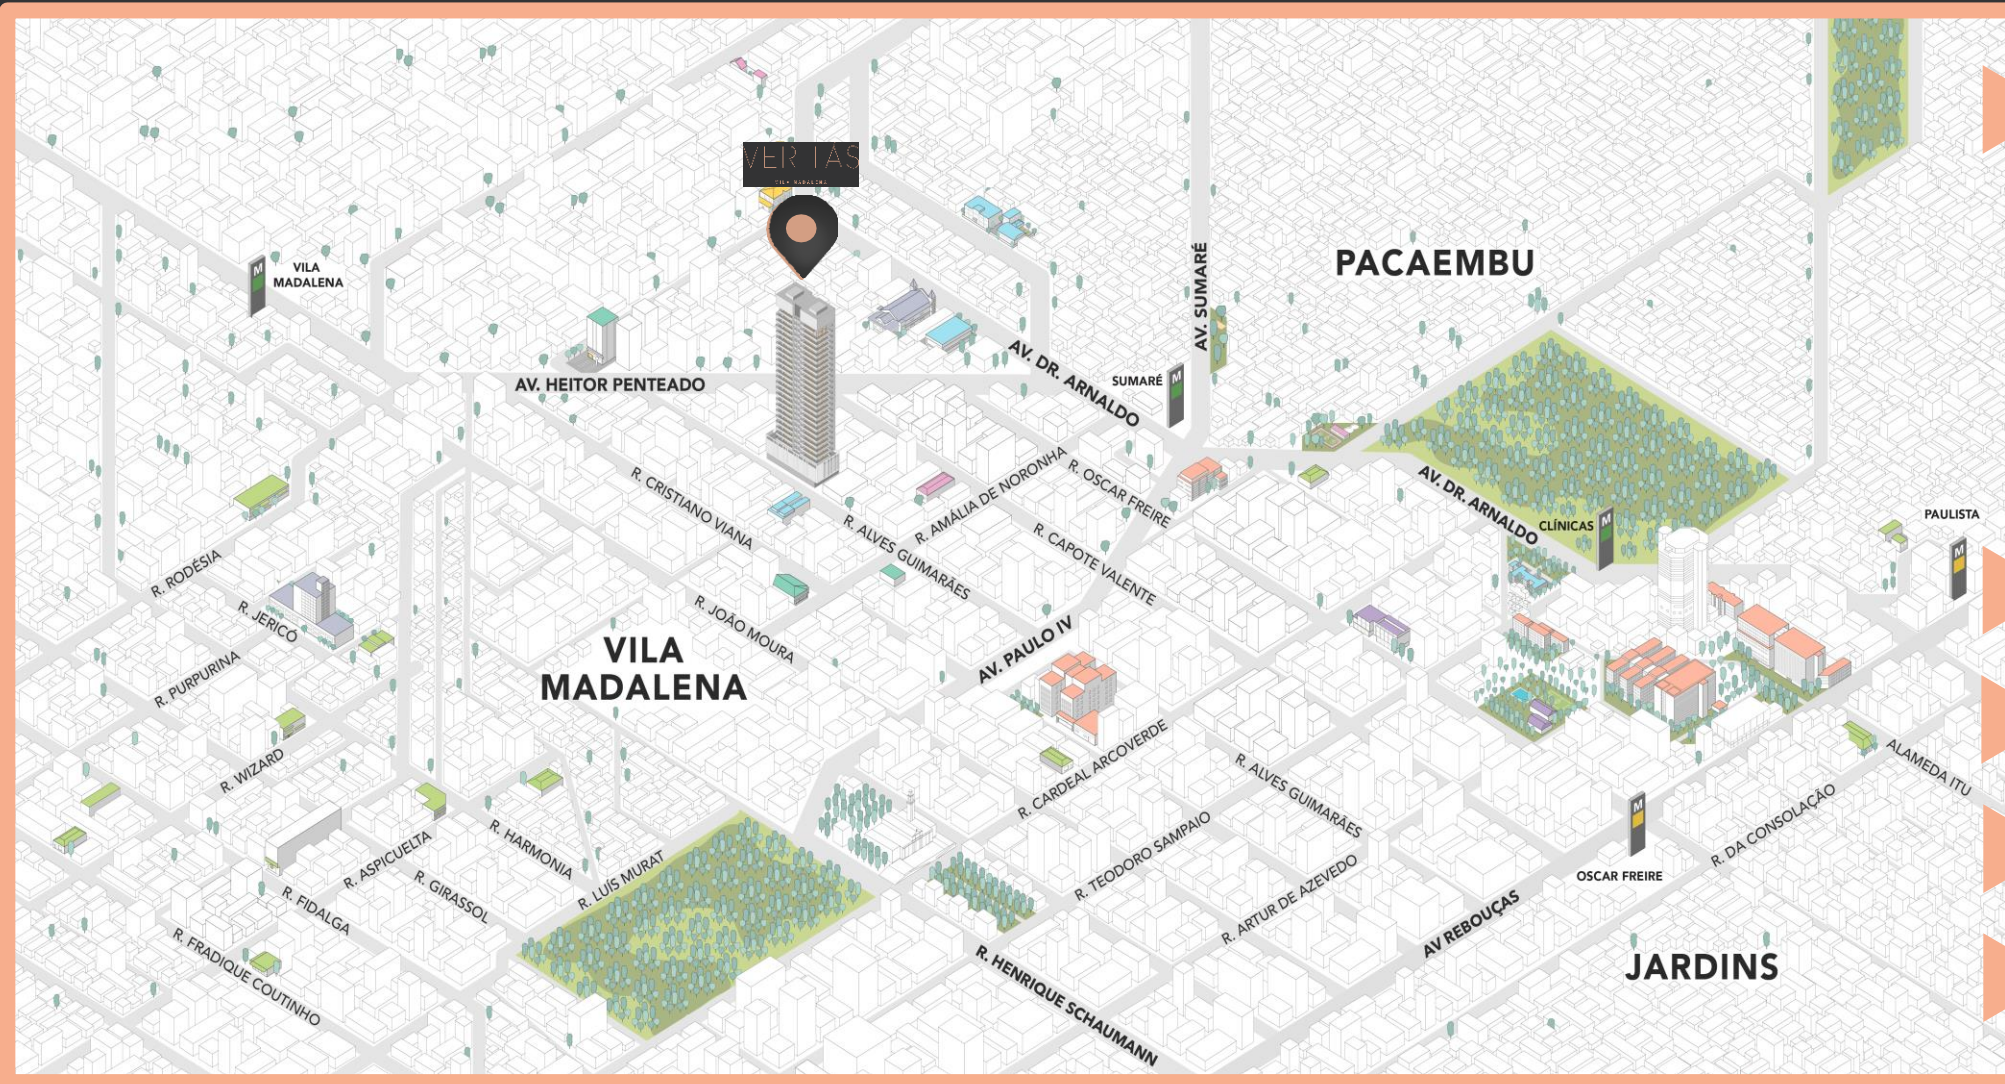 VERITÁS
VILA MADALENA
PACAEMBU
AV. SUMARÉ
VILA
MADALENA
M
AV. HEITOR PENTEADO
AV. DR. ARNALDO
SUMARÉ
M
R. CRISTIANO VIANA
R. ALVES GUIMARÃES
R. AMÁLIA DE NORONHA
R. OSCAR FREIRE
R. CAPOTE VALENTE
AV. DR. ARNALDO
CLÍNICAS
M
PAULISTA
M
R. RODÉSIA
R. JERICÓ
R. PURPURINA
R. JOÃO MOURA
VILA
MADALENA
AV. PAULO IV
R. WIZARD
R. CARDEAL ARCOVERDE
R. ALVES GUIMARÃES
R. TEODORO SAMPAIO
R. ARTUR DE AZEVEDO
ALAMEDA ITU
R. DA CONSOLAÇÃO
M
OSCAR FREIRE
R. HARMONIA
R. ASPICUELTA
R. GIRASSOL
R. LUÍS MURAT
R. FIDALGA
R. FRADIQUE COUTINHO
AV REBOUÇAS
R. HENRIQUE SCHAUMANN
JARDINS